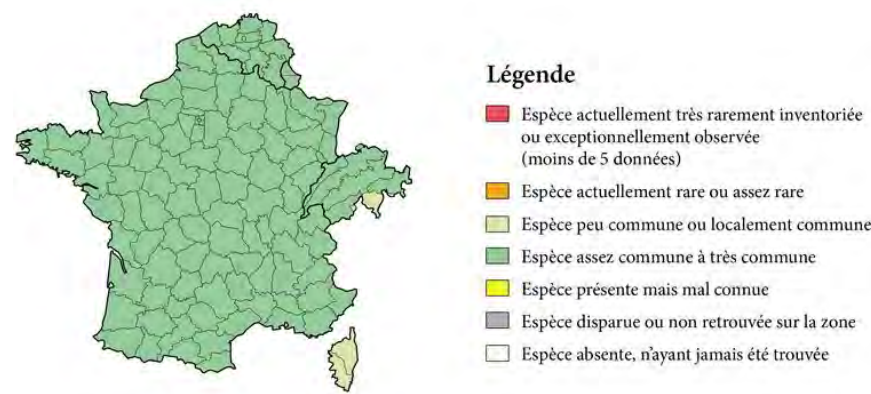 Légende
Espèce actuellement très rarement inventoriée
ou exceptionnellement observée
(moins de 5 données)
Espèce actuellement rare ou assez rare
Espèce peu commune ou localement commune
Espèce assez commune à très commune
Espèce présente mais mal connue
Espèce disparue ou non retrouvée sur la zone
Espèce absente, n'ayant jamais été trouvée